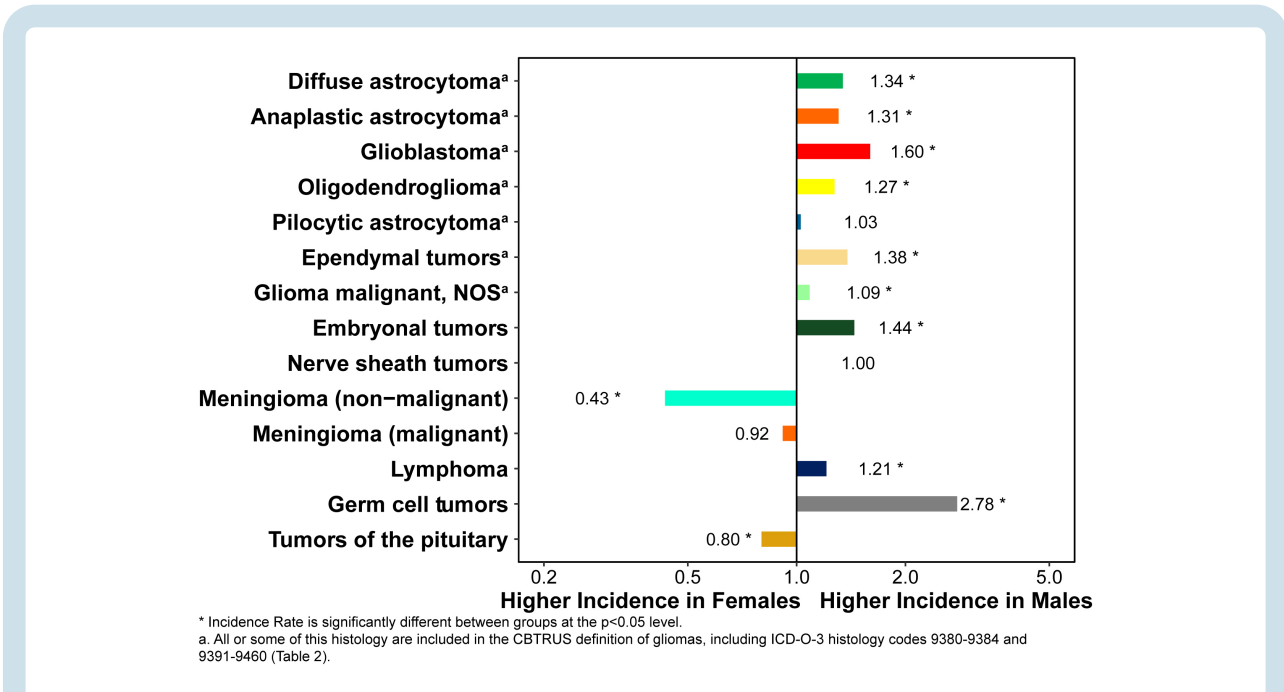 Diffuse astrocytomaᵃ 1.34 *
Anaplastic astrocytomaᵃ 1.31 *
Glioblastomaᵃ 1.60 *
Oligodendrogliomaᵃ 1.27 *
Pilocytic astrocytomaᵃ 1.03
Ependymal tumorsᵃ 1.38 *
Glioma malignant, NOSᵃ 1.09 *
Embryonal tumors 1.44 *
Nerve sheath tumors 1.00
Meningioma (non−malignant) 0.43 *
Meningioma (malignant) 0.92
Lymphoma 1.21 *
Germ cell tumors 2.78 *
Tumors of the pituitary 0.80 *
0.2 0.5 1.0 2.0 5.0
Higher Incidence in Females Higher Incidence in Males
* Incidence Rate is significantly different between groups at the p<0.05 level.
a. All or some of this histology are included in the CBTRUS definition of gliomas, including ICD-O-3 histology codes 9380-9384 and
9391-9460 (Table 2).